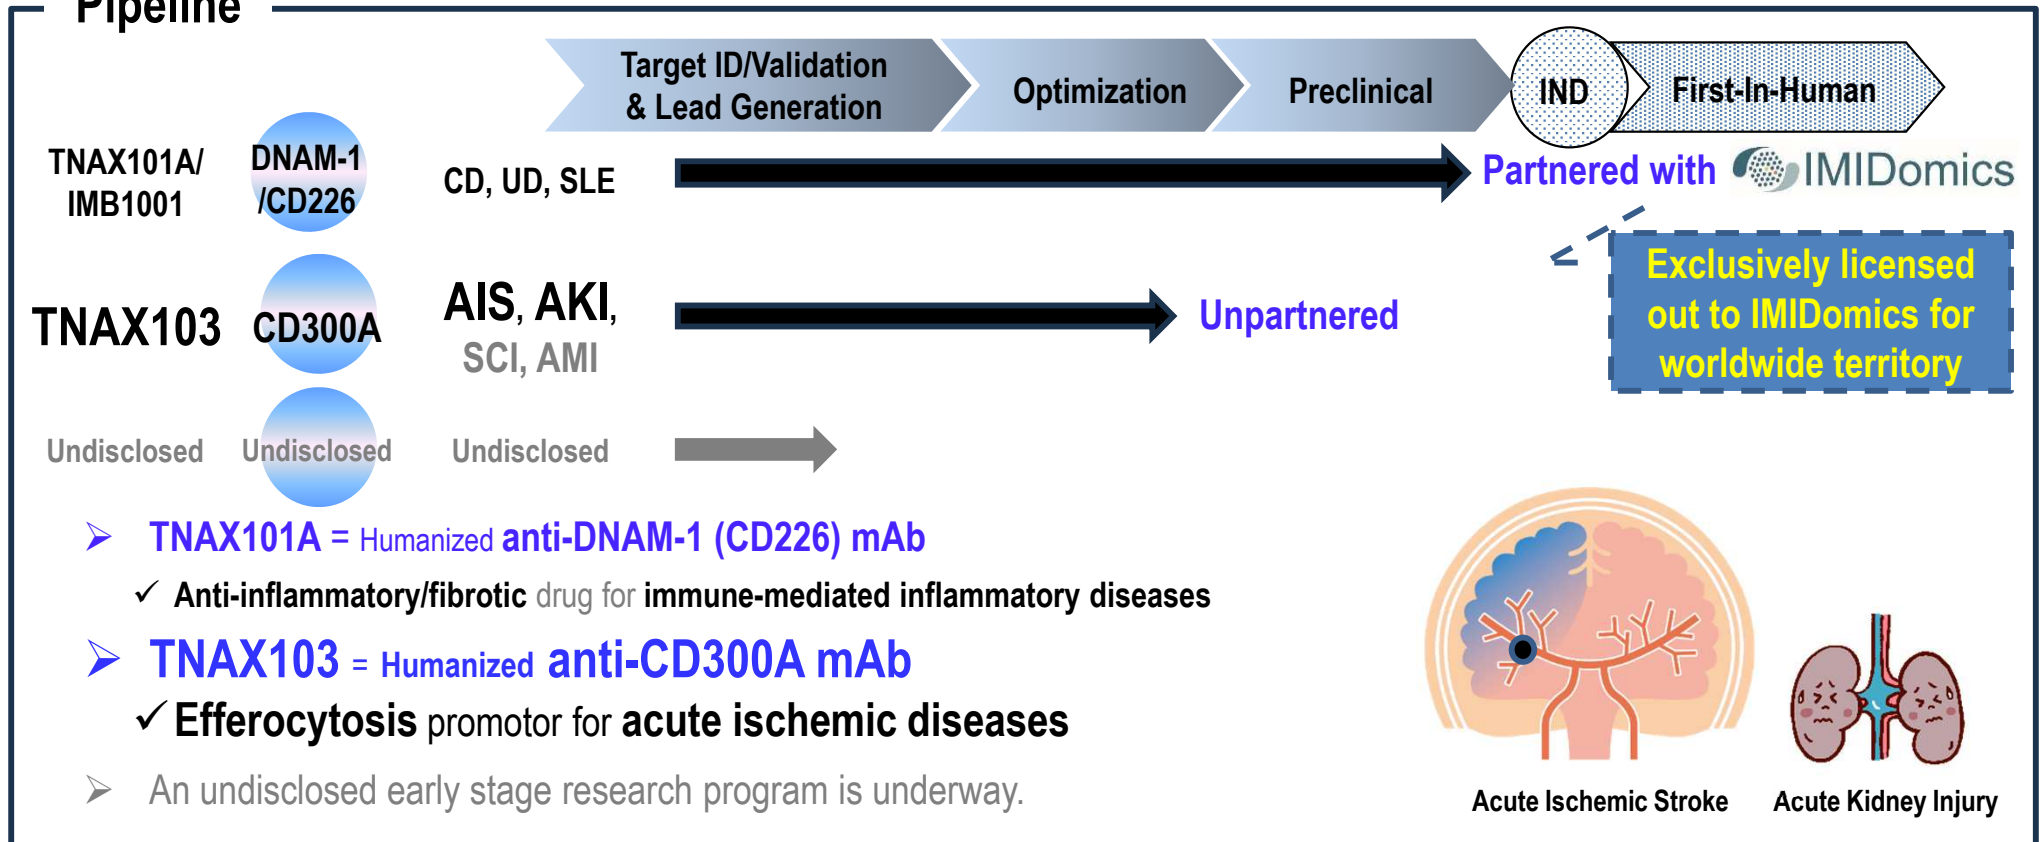 Pipeline
Target ID/Validation
& Lead Generation
Optimization
Preclinical
IND
First-In-Human
TNAX101A/
IMB1001
DNAM-1
/CD226
CD, UD, SLE
Partnered with IMIDomics
Exclusively licensed
out to IMIDomics for
worldwide territory
TNAX103
CD300A
AIS, AKI,
SCI, AMI
Unpartnered
Undisclosed
Undisclosed
Undisclosed
➢ TNAX101A = Humanized anti-DNAM-1 (CD226) mAb
✓ Anti-inflammatory/fibrotic drug for immune-mediated inflammatory diseases
➢ TNAX103 = Humanized anti-CD300A mAb
✓ Efferocytosis promotor for acute ischemic diseases
➢ An undisclosed early stage research program is underway.
Acute Ischemic Stroke
Acute Kidney Injury